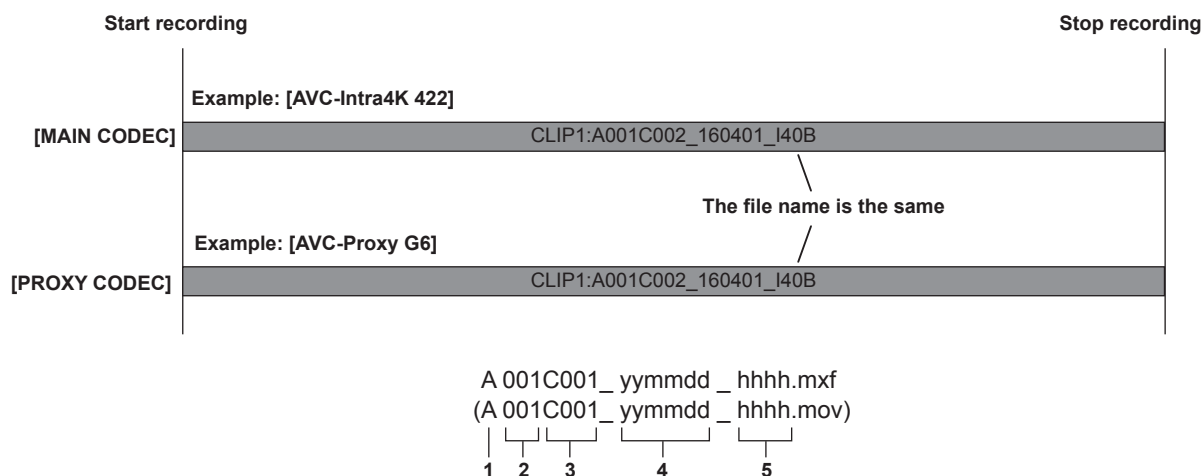 Start recording
Stop recording
Example: [AVC-Intra4K 422]
[MAIN CODEC]
CLIP1:A001C002_160401_I40B
The file name is the same
Example: [AVC-Proxy G6]
[PROXY CODEC]
CLIP1:A001C002_160401_I40B
A 001C001_ yymmdd _ hhhh.mxf
(A 001C001_ yymmdd _ hhhh.mov)
1 2 3 4 5